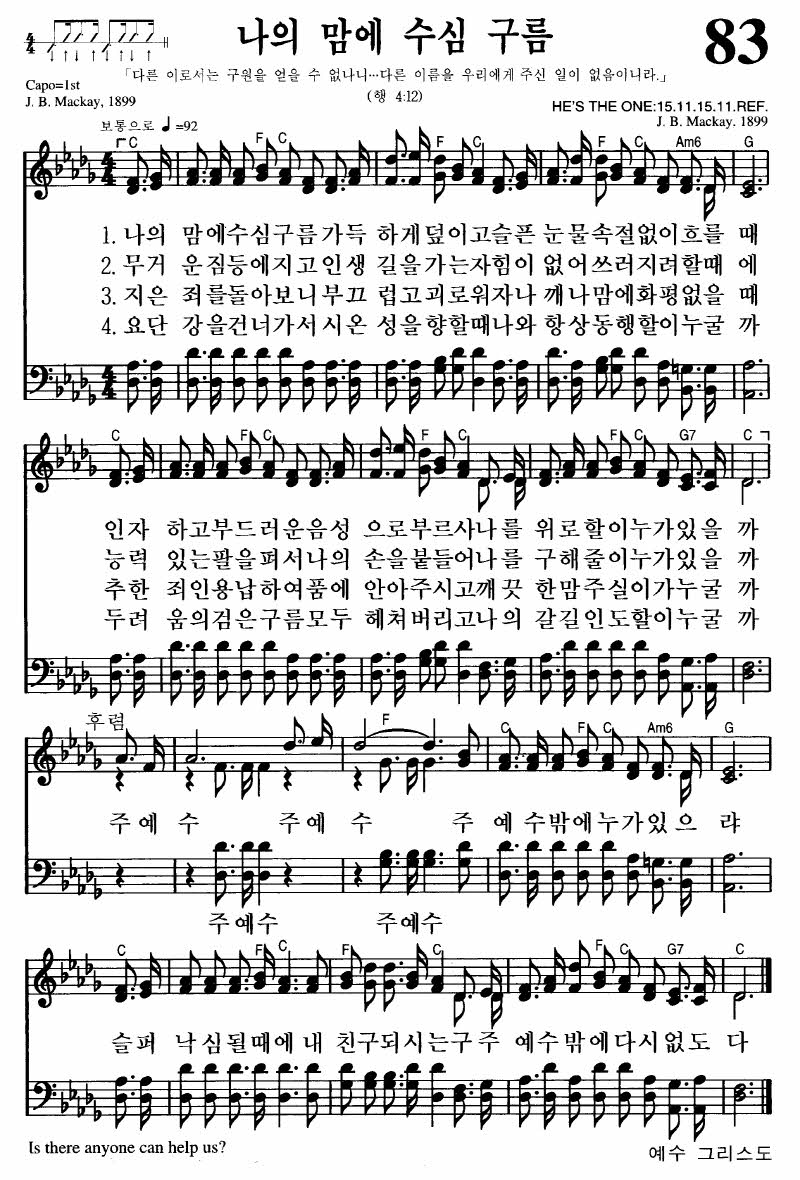 나의 맘에 수심 구름
83
「다른 이로서는 구원을 얻을 수 없나니…다른 이름을 우리에게 주신 일이 없음이니라.」
(행 4:12)
Capo=1st
J. B. Mackay, 1899
HE'S THE ONE:15.11.15.11.REF.
J. B. Mackay. 1899
보통으로 ♩=92
C F C F C F C Am6 G
1. 나의 맘에수심구름가득 하게덮이고슬픈 눈물속절없이흐를 때
2. 무거 운짐등에지고인생 길을가는자힘이 없어쓰러지려할때 에
3. 지은 죄를돌아보니부끄 럽고괴로워자나 깨나맘에화평없을 때
4. 요단 강을건너가서시온 성을향할때나와 항상동행할이누굴 까
C F C F C F C G7 C
인자 하고부드러운음성 으로부르사나를 위로할이누가있을 까
능력 있는팔을펴서나의 손을붙들어나를 구해줄이누가있을 까
추한 죄인용납하여품에 안아주시고깨끗 한맘주실이가누굴 까
두려 움의검은구름모두 헤쳐버리고나의 갈길인도할이누굴 까
후렴
F C F C Am6 G
주예 수 주예 수 주 예 수밖에누가있으 랴
주예수 주예수
C F C F C F C G7 C
슬퍼 낙심될때에내 친구되시는구주 예수밖에다시없도 다
Is there anyone can help us?
예수 그리스도